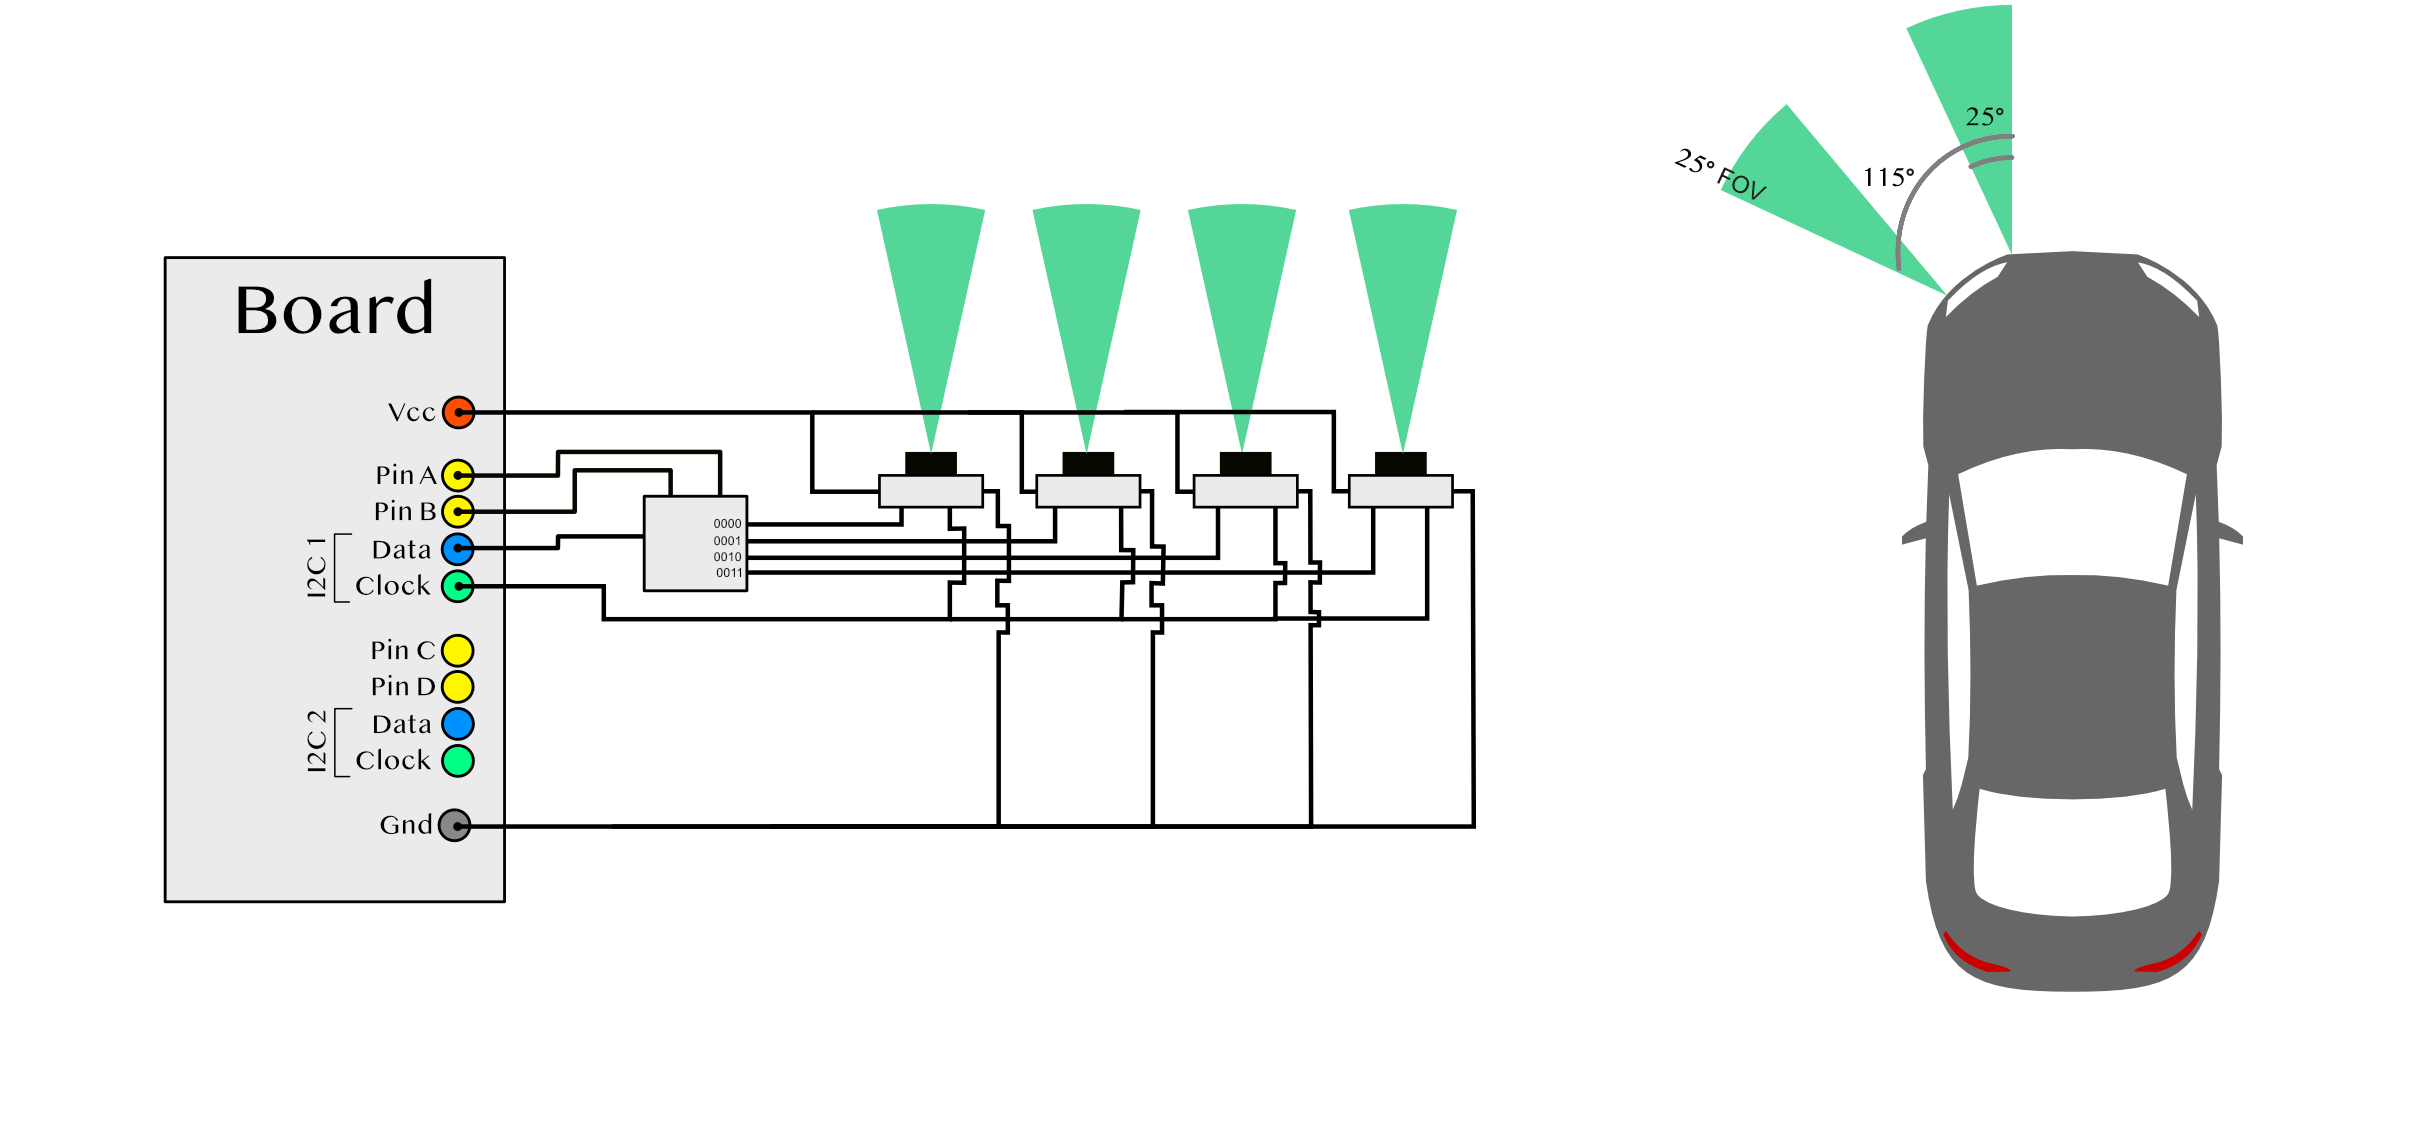 Board
Vcc
Pin A
Pin B
I2C 1
Data
Clock
Pin C
Pin D
I2C 2
Data
Clock
Gnd
0000
0001
0010
0011
25°
115°
25° FOV